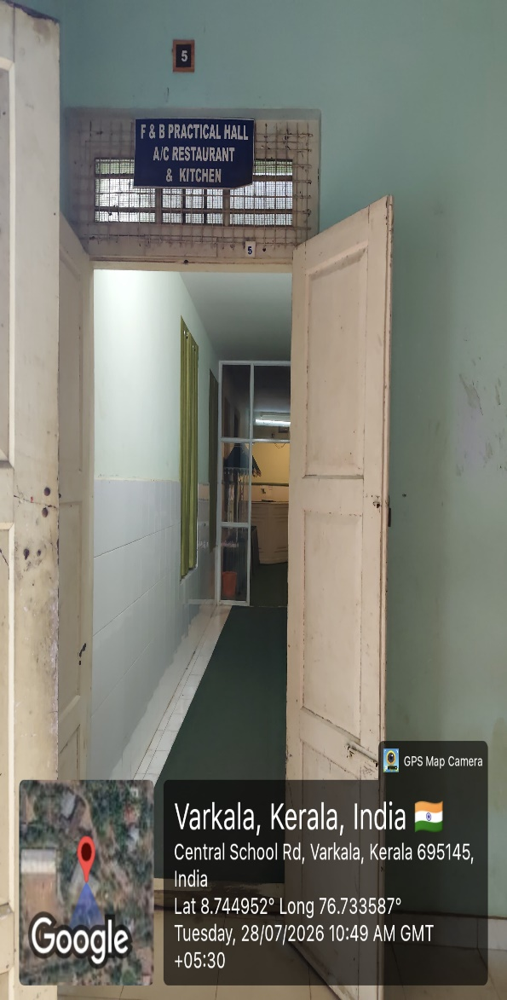 5
F & B PRACTICAL HALL
A/C RESTAURANT
& KITCHEN
5
GPS Map Camera
Varkala, Kerala, India 🇮🇳
Central School Rd, Varkala, Kerala 695145,
India
Lat 8.744952° Long 76.733587°
Tuesday, 28/07/2026 10:49 AM GMT
+05:30
Google